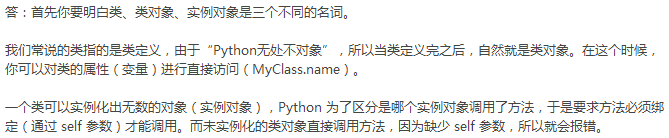 答：首先你要明白类、类对象、实例对象是三个不同的名词。
我们常说的类指的是类定义，由于“Python无处不对象”，所以当类定义完之后，自然就是类对象。在这个时候，
你可以对类的属性（变量）进行直接访问（MyClass.name）。
一个类可以实例化出无数的对象（实例对象），Python 为了区分是哪个实例对象调用了方法，于是要求方法必须绑
定（通过 self 参数）才能调用。而未实例化的类对象直接调用方法，因为缺少 self 参数，所以就会报错。